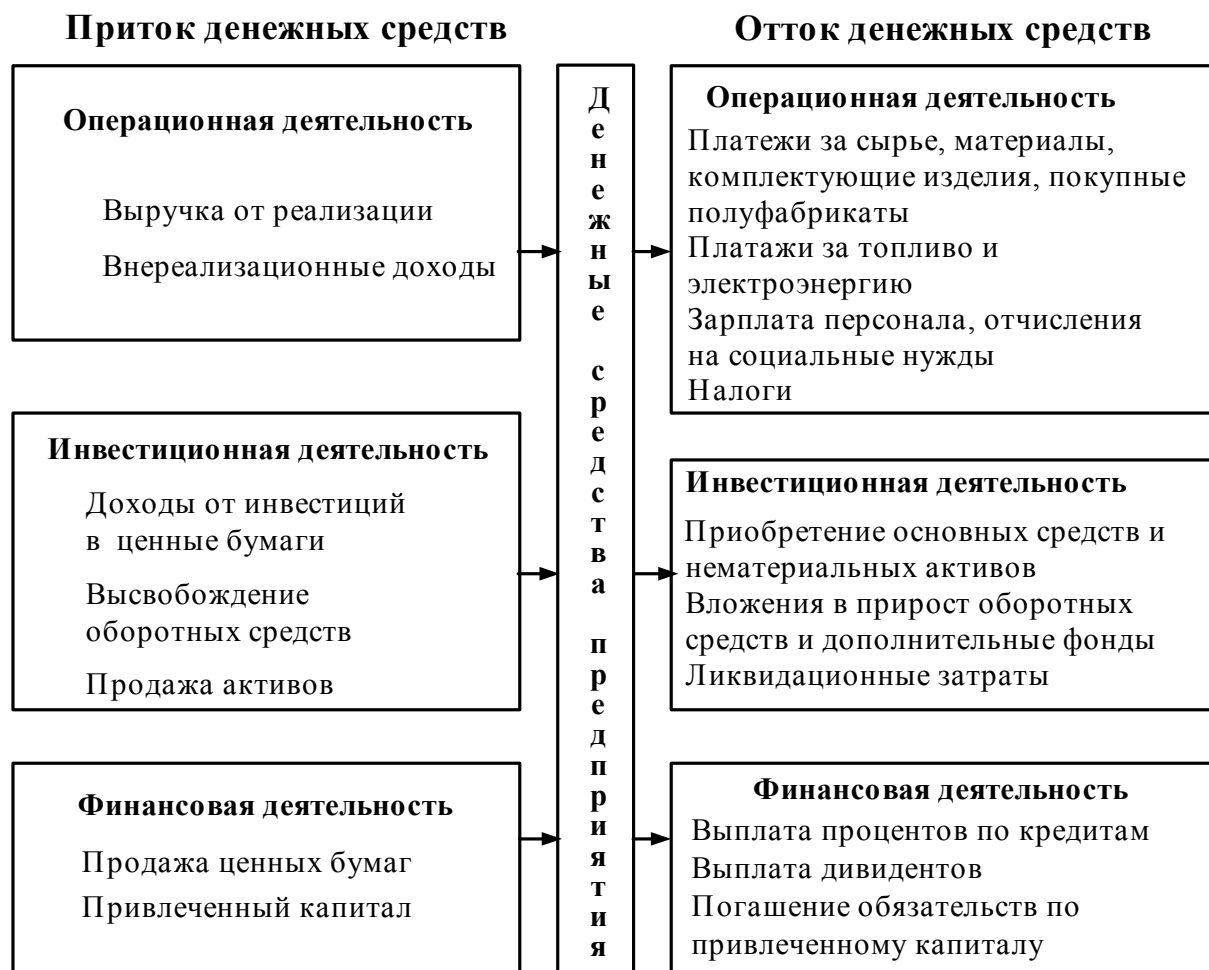 Приток денежных средств
Операционная деятельность
Выручка от реализации
Внереализационные доходы
Инвестиционная деятельность
Доходы от инвестиций
в ценные бумаги
Высвобождение
оборотных средств
Продажа активов
Финансовая деятельность
Продажа ценных бумаг
Привлеченный капитал
Денежные средства предприятия
Отток денежных средств
Операционная деятельность
Платежи за сырье, материалы,
комплектующие изделия, покупные
полуфабрикаты
Платажи за топливо и
электроэнергию
Зарплата персонала, отчисления
на социальные нужды
Налоги
Инвестиционная деятельность
Приобретение основных средств и
нематериальных активов
Вложения в прирост оборотных
средств и дополнительные фонды
Ликвидационные затраты
Финансовая деятельность
Выплата процентов по кредитам
Выплата дивидентов
Погашение обязательств по
привлеченному капиталу